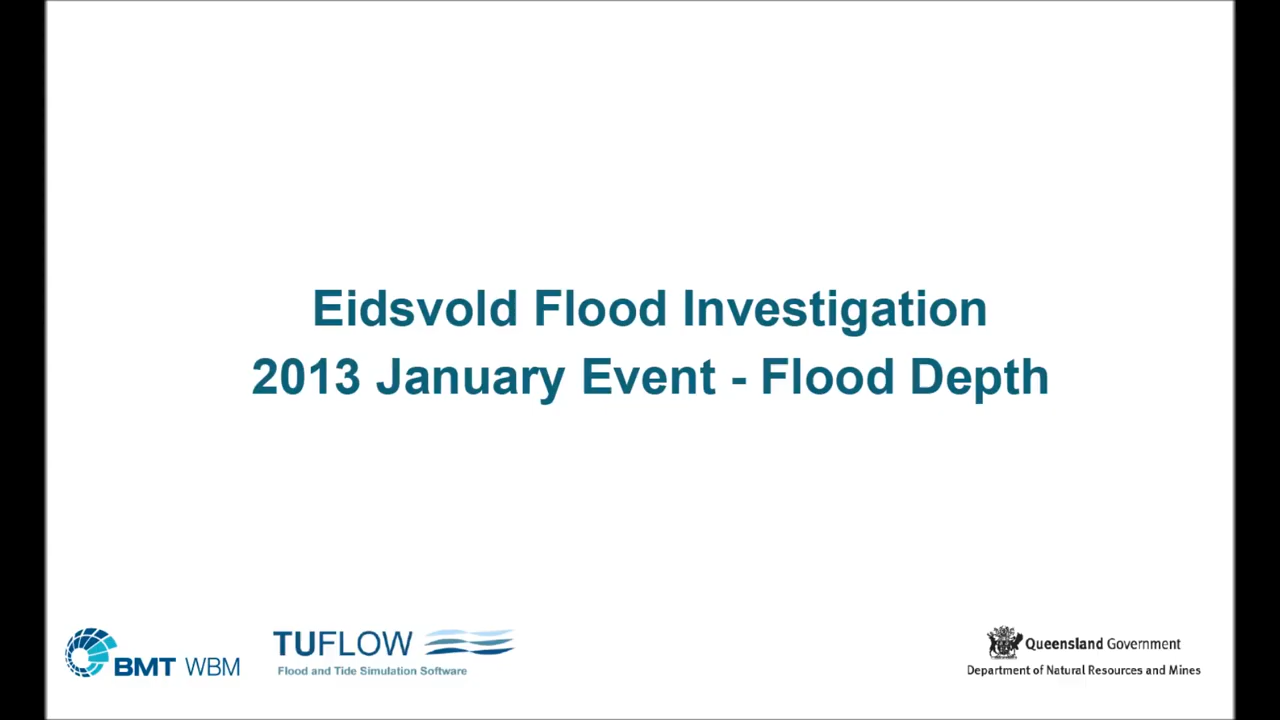 Eidsvold Flood Investigation
2013 January Event - Flood Depth
BMT WBM
TUFLOW
Flood and Tide Simulation Software
Queensland Government
Department of Natural Resources and Mines